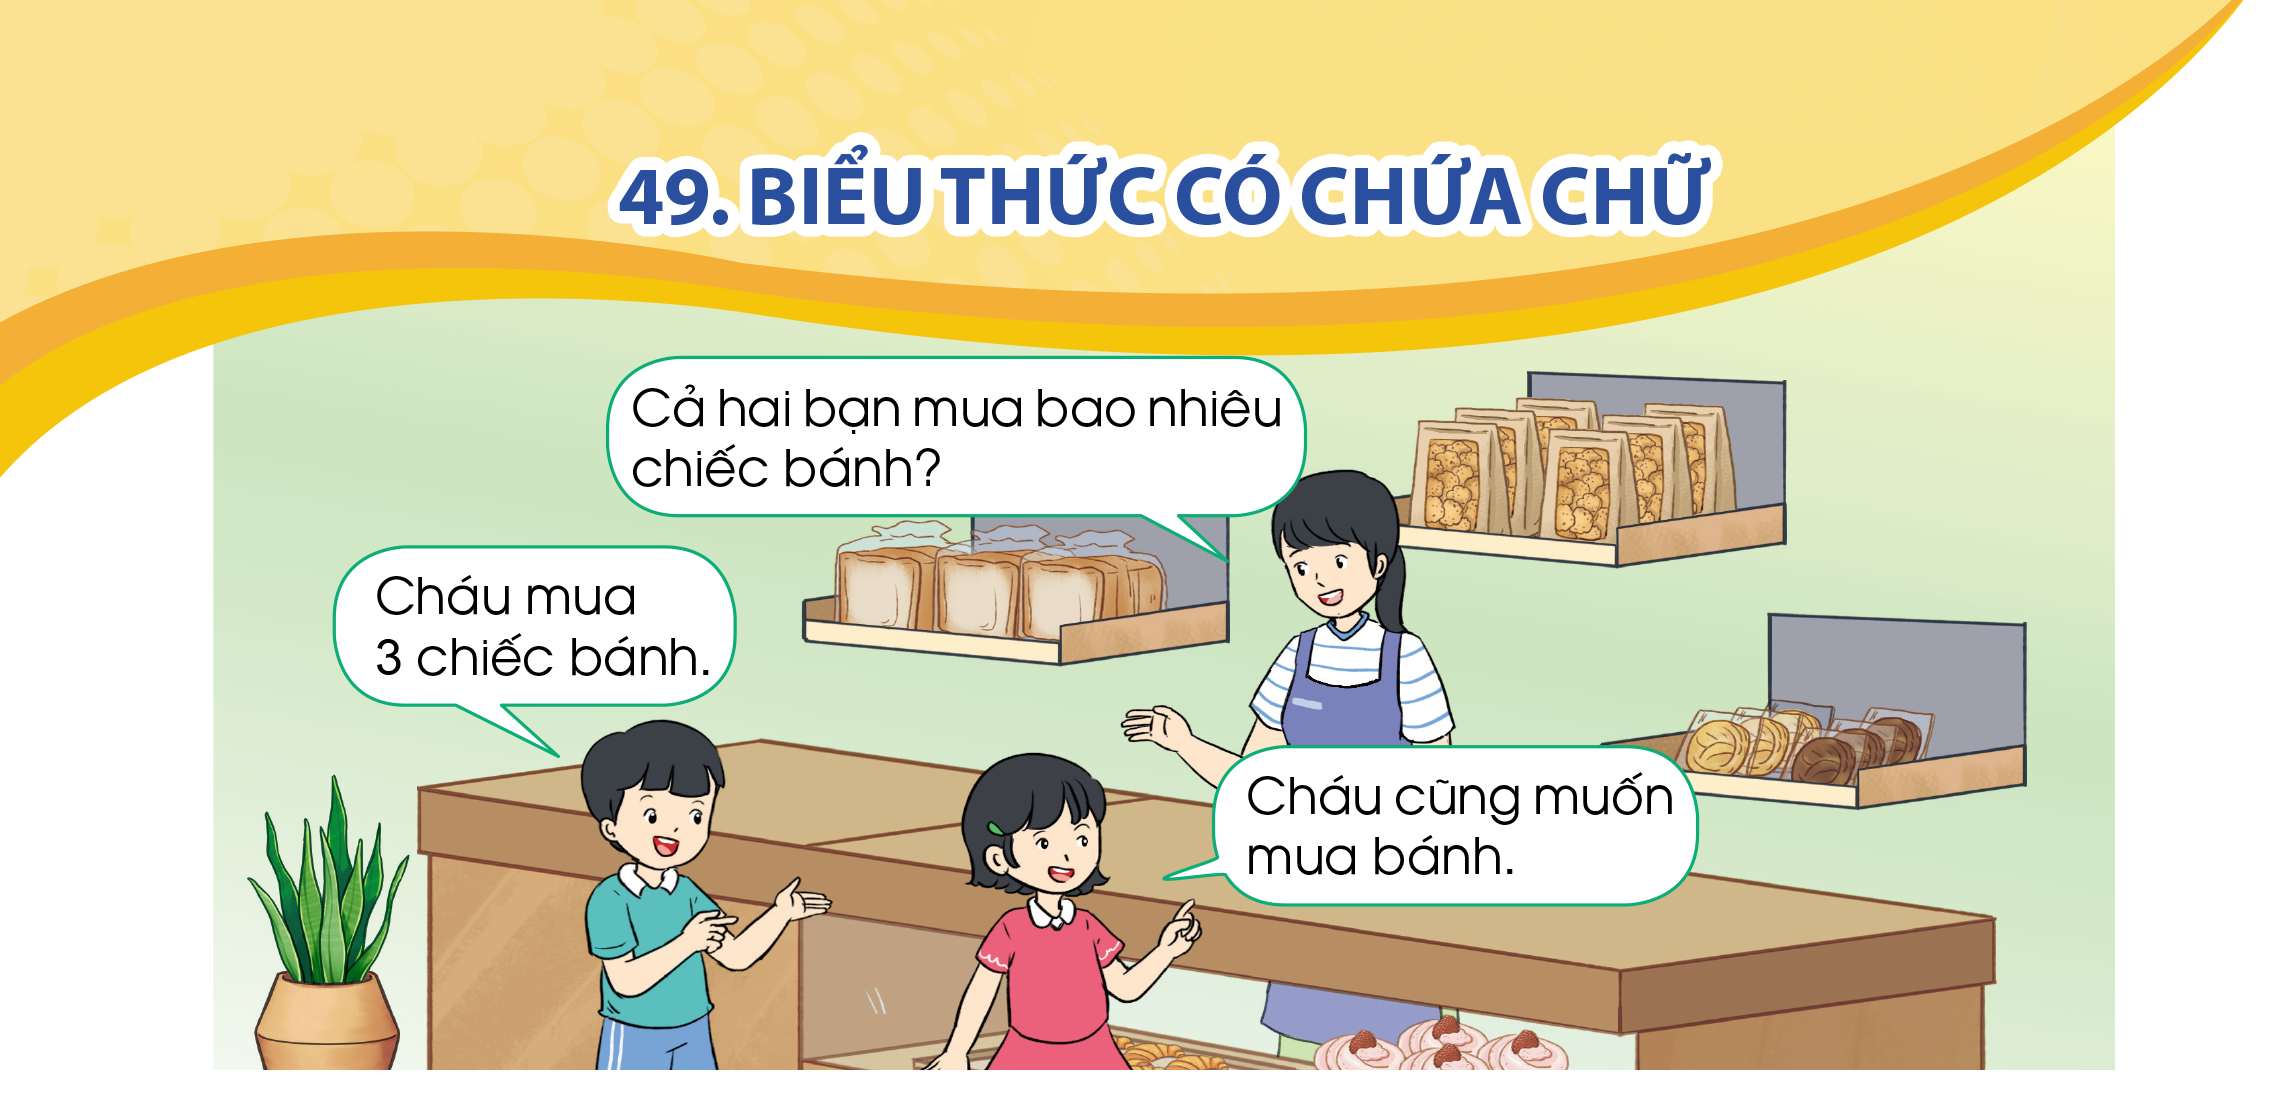 49. BIỂU THỨC CÓ CHỨA CHỮ
Cả hai bạn mua bao nhiêu
chiếc bánh?
Cháu mua
3 chiếc bánh.
Cháu cũng muốn
mua bánh.